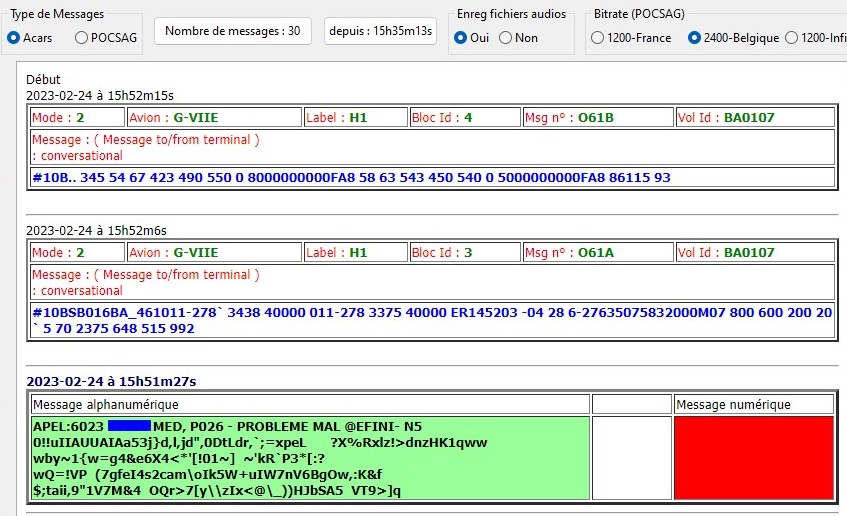 Type de Messages
Acars POCSAG
Nombre de messages : 30
depuis : 15h35m13s
Enreg fichiers audios
Oui Non
Bitrate (POCSAG)
1200-France 2400-Belgique 1200-Infi
Début
2023-02-24 à 15h52m15s
Mode : 2 Avion : G-VIIE Label : H1 Bloc Id : 4 Msg n° : O61B Vol Id : BA0107
Message : ( Message to/from terminal )
: conversational
#10B.. 345 54 67 423 490 550 0 8000000000FA8 58 63 543 450 540 0 5000000000FA8 86115 93
2023-02-24 à 15h52m6s
Mode : 2 Avion : G-VIIE Label : H1 Bloc Id : 3 Msg n° : O61A Vol Id : BA0107
Message : ( Message to/from terminal )
: conversational
#10BSB016BA_461011-278` 3438 40000 011-278 3375 40000 ER145203 -04 28 6-27635075832000M07 800 600 200 20
` 5 70 2375 648 515 992
2023-02-24 à 15h51m27s
Message alphanumérique Message numérique
APEL:6023 MED, P026 - PROBLEME MAL @EFINI- N5
0!!uIIAUUAIAa53j}d,l,jd",0DtLdr,`;=xpeL ?X%Rxlz!>dnzHK1qww
wby~1{w=g4&e6X4<*'[!01~] ~'kR`P3*[:?
wQ=!VP (7gfeI4s2cam\oIk5W+uIW7nV6BgOw,:K&f
$;taii,9"1V7M&4 OQr>7[y\\zIx<@\_))HJbSA5 VT9>]q